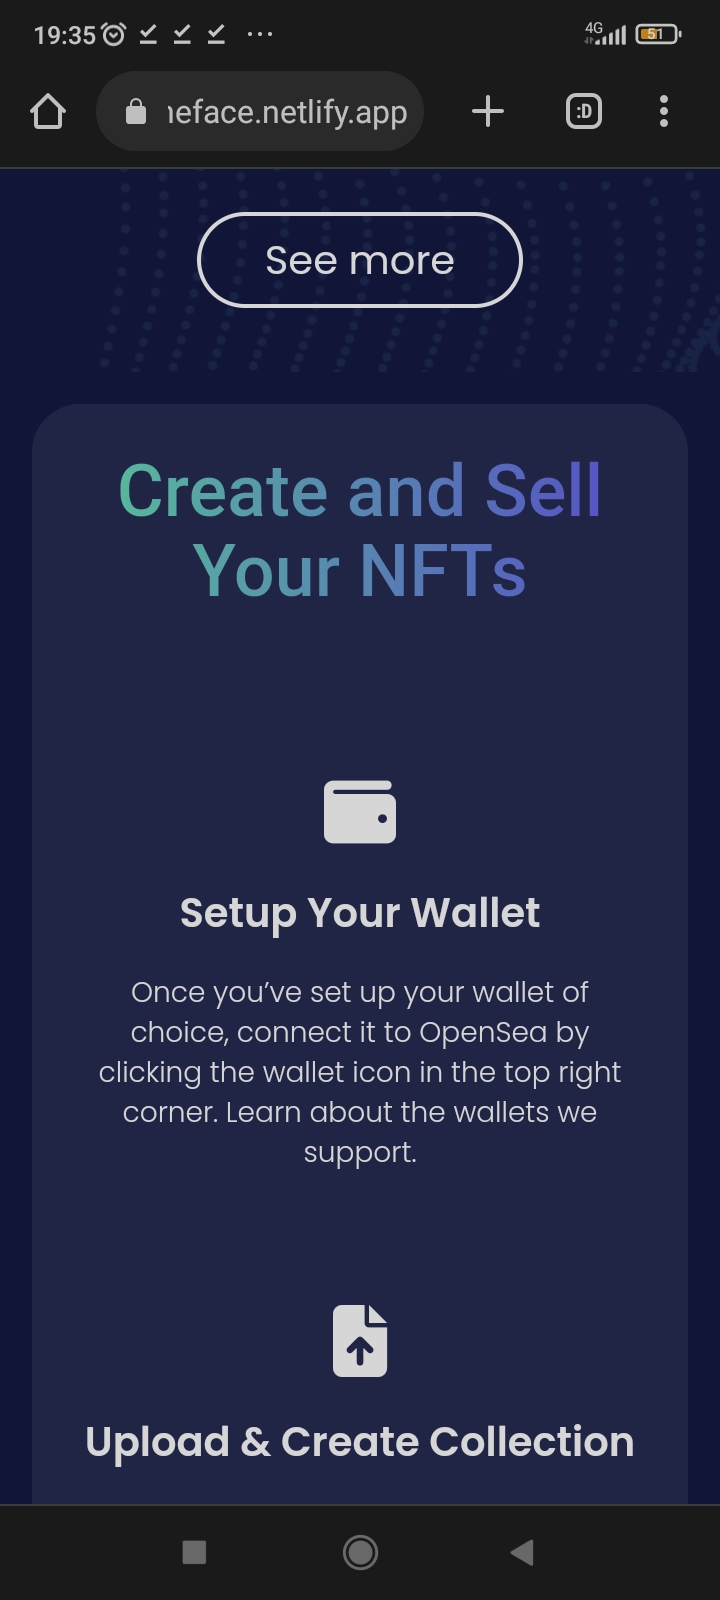 19:35
4G
51
neface.netlify.app
:D
See more
Create and Sell
Your NFTs
Setup Your Wallet
Once you’ve set up your wallet of
choice, connect it to OpenSea by
clicking the wallet icon in the top right
corner. Learn about the wallets we
support.
Upload & Create Collection